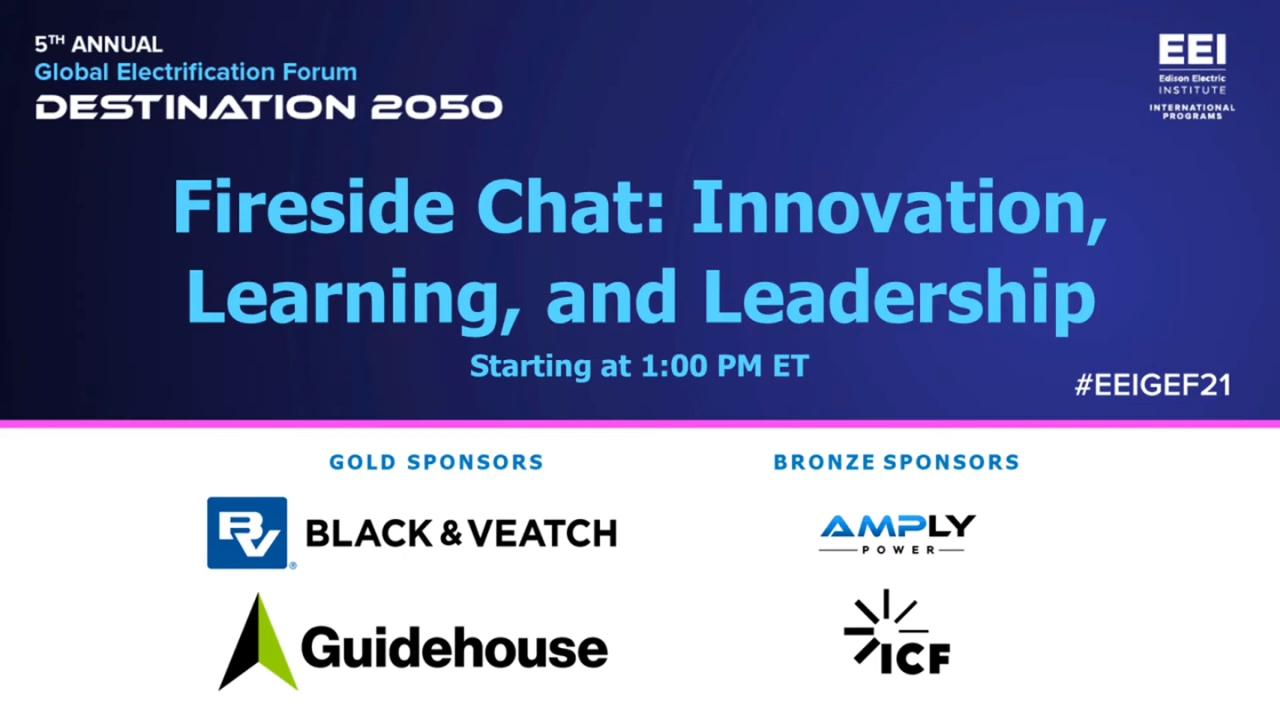 5TH ANNUAL
Global Electrification Forum
DESTINATION 2050
EEI
Edison Electric
INSTITUTE
INTERNATIONAL
PROGRAMS
Fireside Chat: Innovation,
Learning, and Leadership
Starting at 1:00 PM ET
#EEIGEF21
GOLD SPONSORS
BV®
BLACK & VEATCH
Guidehouse
BRONZE SPONSORS
AMPLY
POWER
ICF